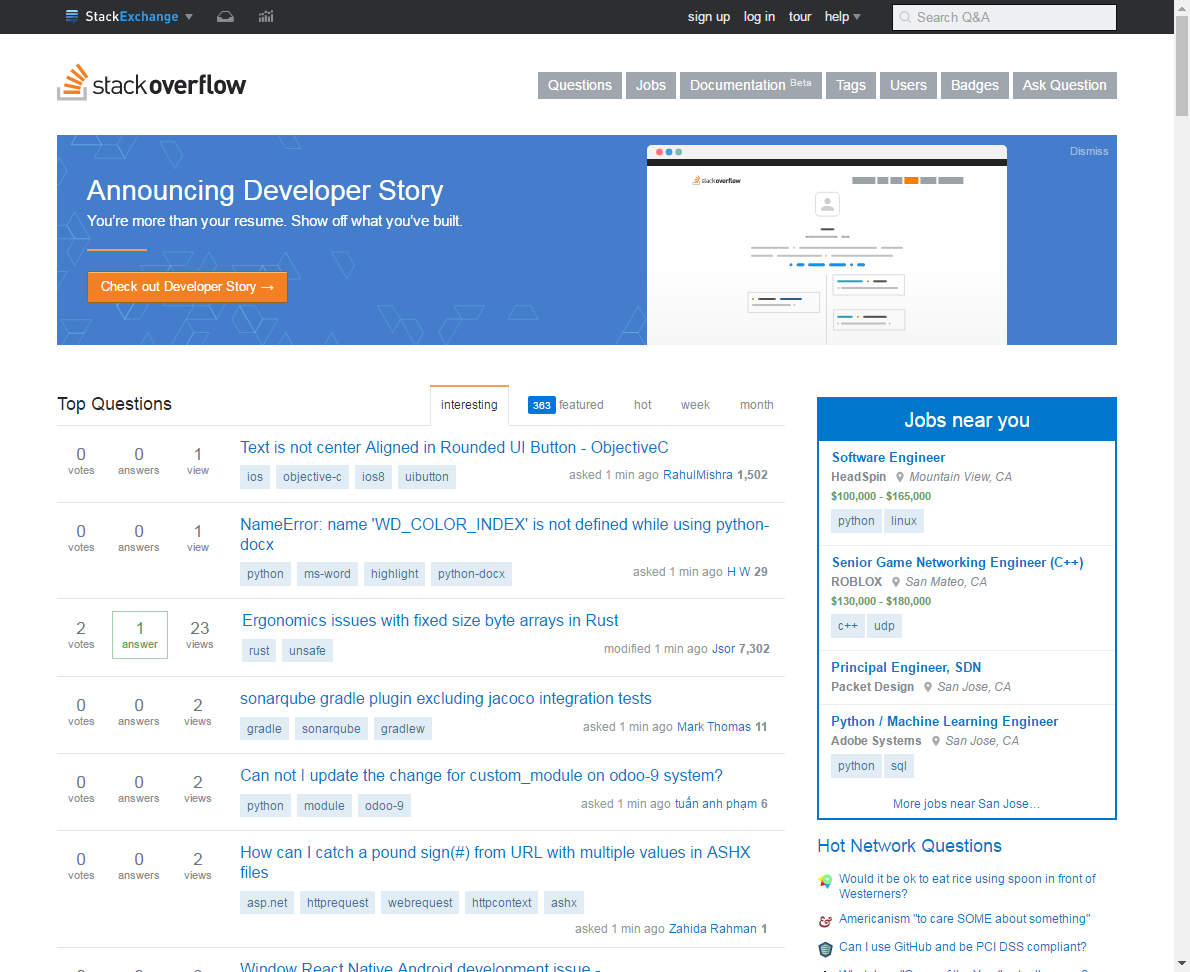 StackExchange
sign up log in tour help
Search Q&A
stackoverflow
Questions Jobs Documentation Beta Tags Users Badges Ask Question
Dismiss
Announcing Developer Story
You're more than your resume. Show off what you've built.
Check out Developer Story →
stackoverflow
Top Questions
interesting 363 featured hot week month
0 votes 0 answers 1 view
Text is not center Aligned in Rounded UI Button - ObjectiveC
ios objective-c ios8 uibutton
asked 1 min ago RahulMishra 1,502
0 votes 0 answers 1 view
NameError: name 'WD_COLOR_INDEX' is not defined while using python-
docx
python ms-word highlight python-docx
asked 1 min ago H W 29
2 votes 1 answer 23 views
Ergonomics issues with fixed size byte arrays in Rust
rust unsafe
modified 1 min ago Jsor 7,302
0 votes 0 answers 2 views
sonarqube gradle plugin excluding jacoco integration tests
gradle sonarqube gradlew
asked 1 min ago Mark Thomas 11
0 votes 0 answers 2 views
Can not I update the change for custom_module on odoo-9 system?
python module odoo-9
asked 1 min ago tuấn anh phạm 6
0 votes 0 answers 2 views
How can I catch a pound sign(#) from URL with multiple values in ASHX
files
asp.net httprequest webrequest httpcontext ashx
asked 1 min ago Zahida Rahman 1
Window React Native Android development issue -
Jobs near you
Software Engineer
HeadSpin Mountain View, CA
$100,000 - $165,000
python linux
Senior Game Networking Engineer (C++)
ROBLOX San Mateo, CA
$130,000 - $180,000
c++ udp
Principal Engineer, SDN
Packet Design San Jose, CA
Python / Machine Learning Engineer
Adobe Systems San Jose, CA
python sql
More jobs near San Jose…
Hot Network Questions
Would it be ok to eat rice using spoon in front of
Westerners?
Americanism "to care SOME about something"
Can I use GitHub and be PCI DSS compliant?